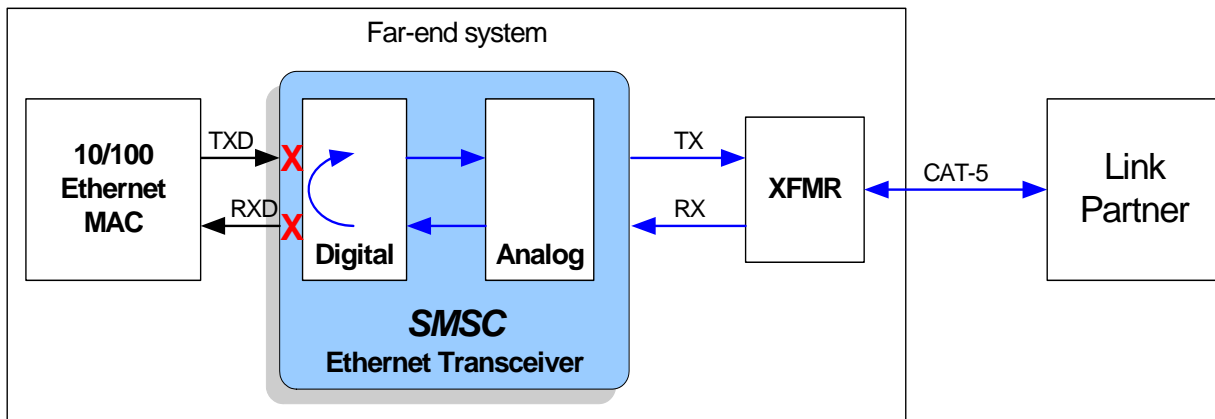 Far-end system
10/100
Ethernet
MAC
TXD
RXD
X
X
Digital
Analog
SMSC
Ethernet Transceiver
TX
RX
XFMR
CAT-5
Link
Partner